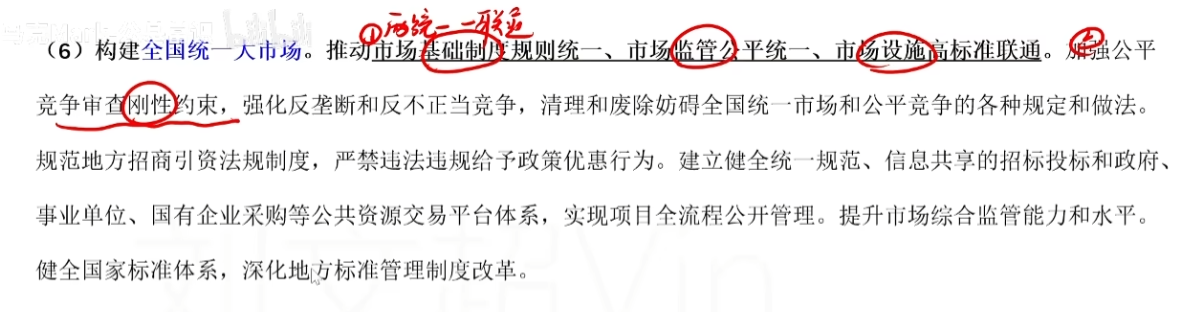 ①两统一一联通
（6）构建全国统一大市场。推动市场基础制度规则统一、市场监管公平统一、市场设施高标准联通。②加强公平
竞争审查刚性约束，强化反垄断和反不正当竞争，清理和废除妨碍全国统一市场和公平竞争的各种规定和做法。
规范地方招商引资法规制度，严禁违法违规给予政策优惠行为。建立健全统一规范、信息共享的招标投标和政府、
事业单位、国有企业采购等公共资源交易平台体系，实现项目全流程公开管理。提升市场综合监管能力和水平。
健全国家标准体系，深化地方标准管理制度改革。